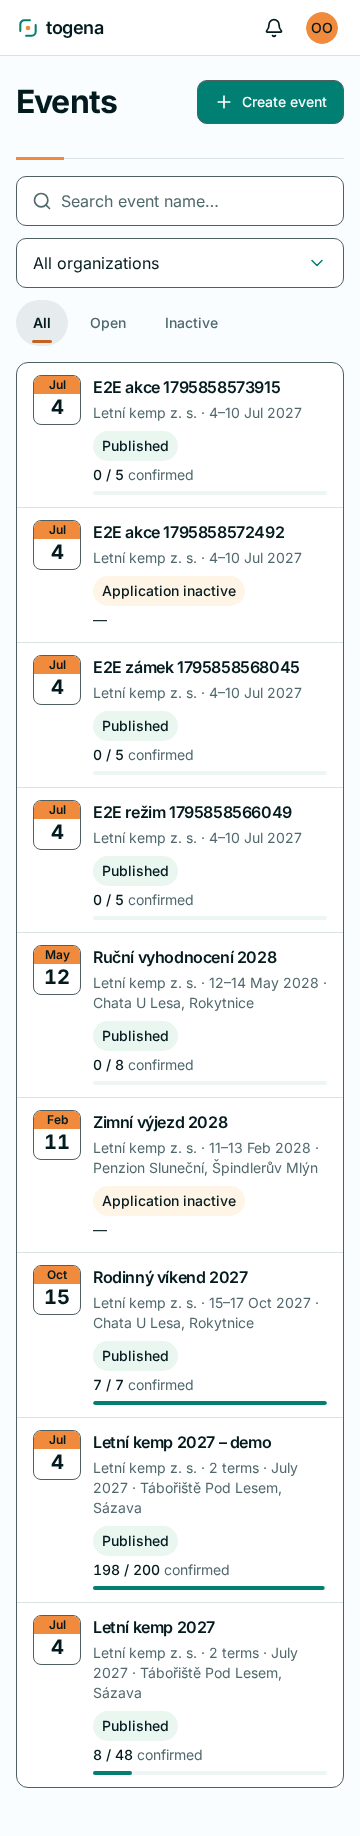 togena
OO
Events
Create event
Search event name...
All organizations
All
Open
Inactive
Jul
4
E2E akce 1795858573915
Letní kemp z. s. · 4–10 Jul 2027
Published
0 / 5 confirmed
Jul
4
E2E akce 1795858572492
Letní kemp z. s. · 4–10 Jul 2027
Application inactive
—
Jul
4
E2E zámek 1795858568045
Letní kemp z. s. · 4–10 Jul 2027
Published
0 / 5 confirmed
Jul
4
E2E režim 1795858566049
Letní kemp z. s. · 4–10 Jul 2027
Published
0 / 5 confirmed
May
12
Ruční vyhodnocení 2028
Letní kemp z. s. · 12–14 May 2028 ·
Chata U Lesa, Rokytnice
Published
0 / 8 confirmed
Feb
11
Zimní výjezd 2028
Letní kemp z. s. · 11–13 Feb 2028 ·
Penzion Sluneční, Špindlerův Mlýn
Application inactive
—
Oct
15
Rodinný víkend 2027
Letní kemp z. s. · 15–17 Oct 2027 ·
Chata U Lesa, Rokytnice
Published
7 / 7 confirmed
Jul
4
Letní kemp 2027 – demo
Letní kemp z. s. · 2 terms · July
2027 · Tábořiště Pod Lesem,
Sázava
Published
198 / 200 confirmed
Jul
4
Letní kemp 2027
Letní kemp z. s. · 2 terms · July
2027 · Tábořiště Pod Lesem,
Sázava
Published
8 / 48 confirmed